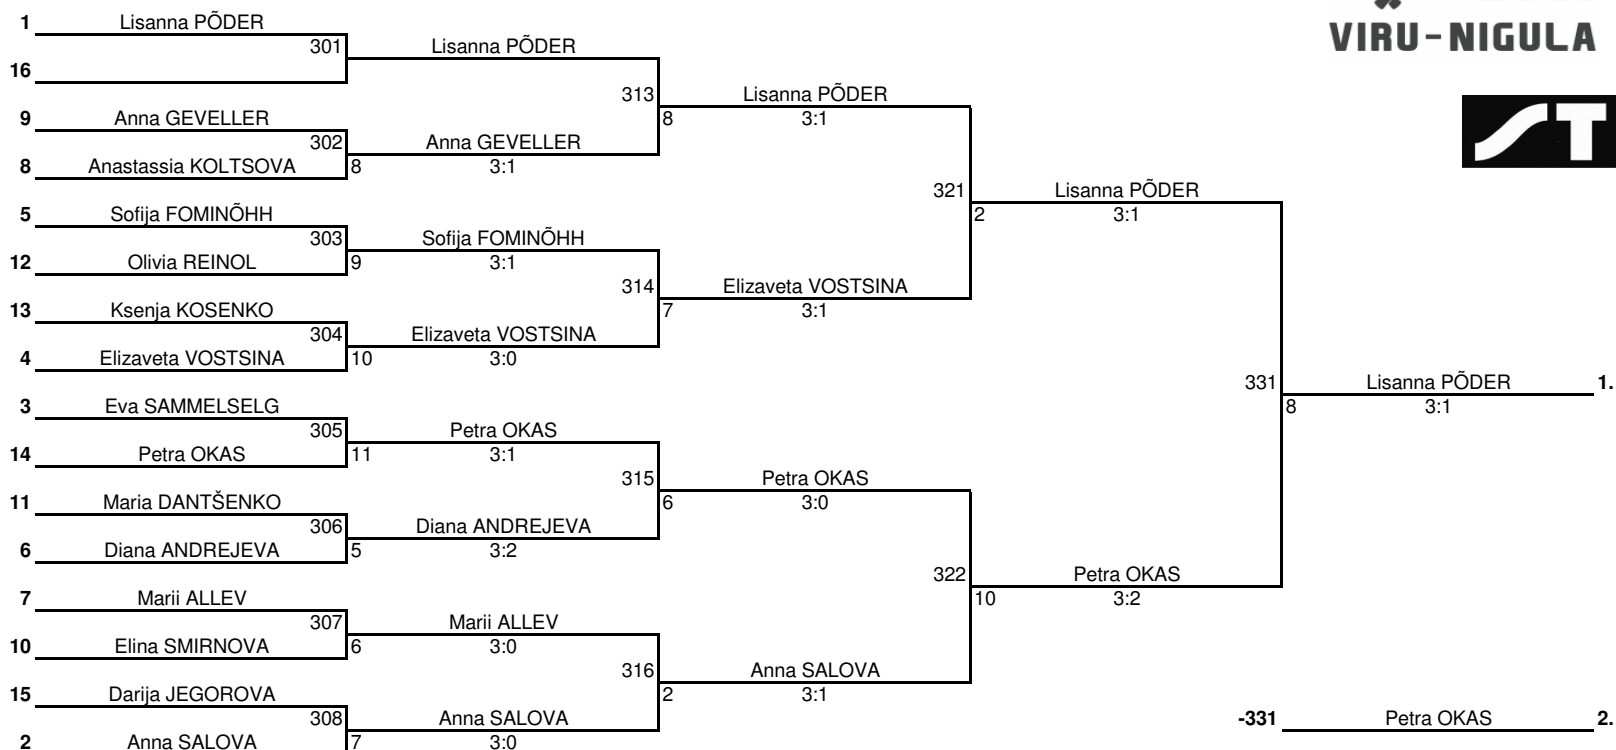 1 Lisanna PÕDER
301 Lisanna PÕDER
VIRU-NIGULA
16
313 Lisanna PÕDER
9 Anna GEVELLER
8 3:1
302 Anna GEVELLER
8 Anastassia KOLTSOVA 8 3:1
ST
321 Lisanna PÕDER
5 Sofija FOMINÕHH
2 3:1
303 Sofija FOMINÕHH
12 Olivia REINOL 9 3:1
314 Elizaveta VOSTSINA
13 Ksenja KOSENKO
7 3:1
304 Elizaveta VOSTSINA
4 Elizaveta VOSTSINA 10 3:0
331 Lisanna PÕDER 1.
3 Eva SAMMELSELG
8 3:1
305 Petra OKAS
14 Petra OKAS 11 3:1
315 Petra OKAS
11 Maria DANTŠENKO
6 3:0
306 Diana ANDREJEVA
6 Diana ANDREJEVA 5 3:2
322 Petra OKAS
7 Marii ALLEV
10 3:2
307 Marii ALLEV
10 Elina SMIRNOVA 6 3:0
316 Anna SALOVA
15 Darija JEGOROVA
2 3:1
308 Anna SALOVA
-331 Petra OKAS 2.
2 Anna SALOVA 7 3:0